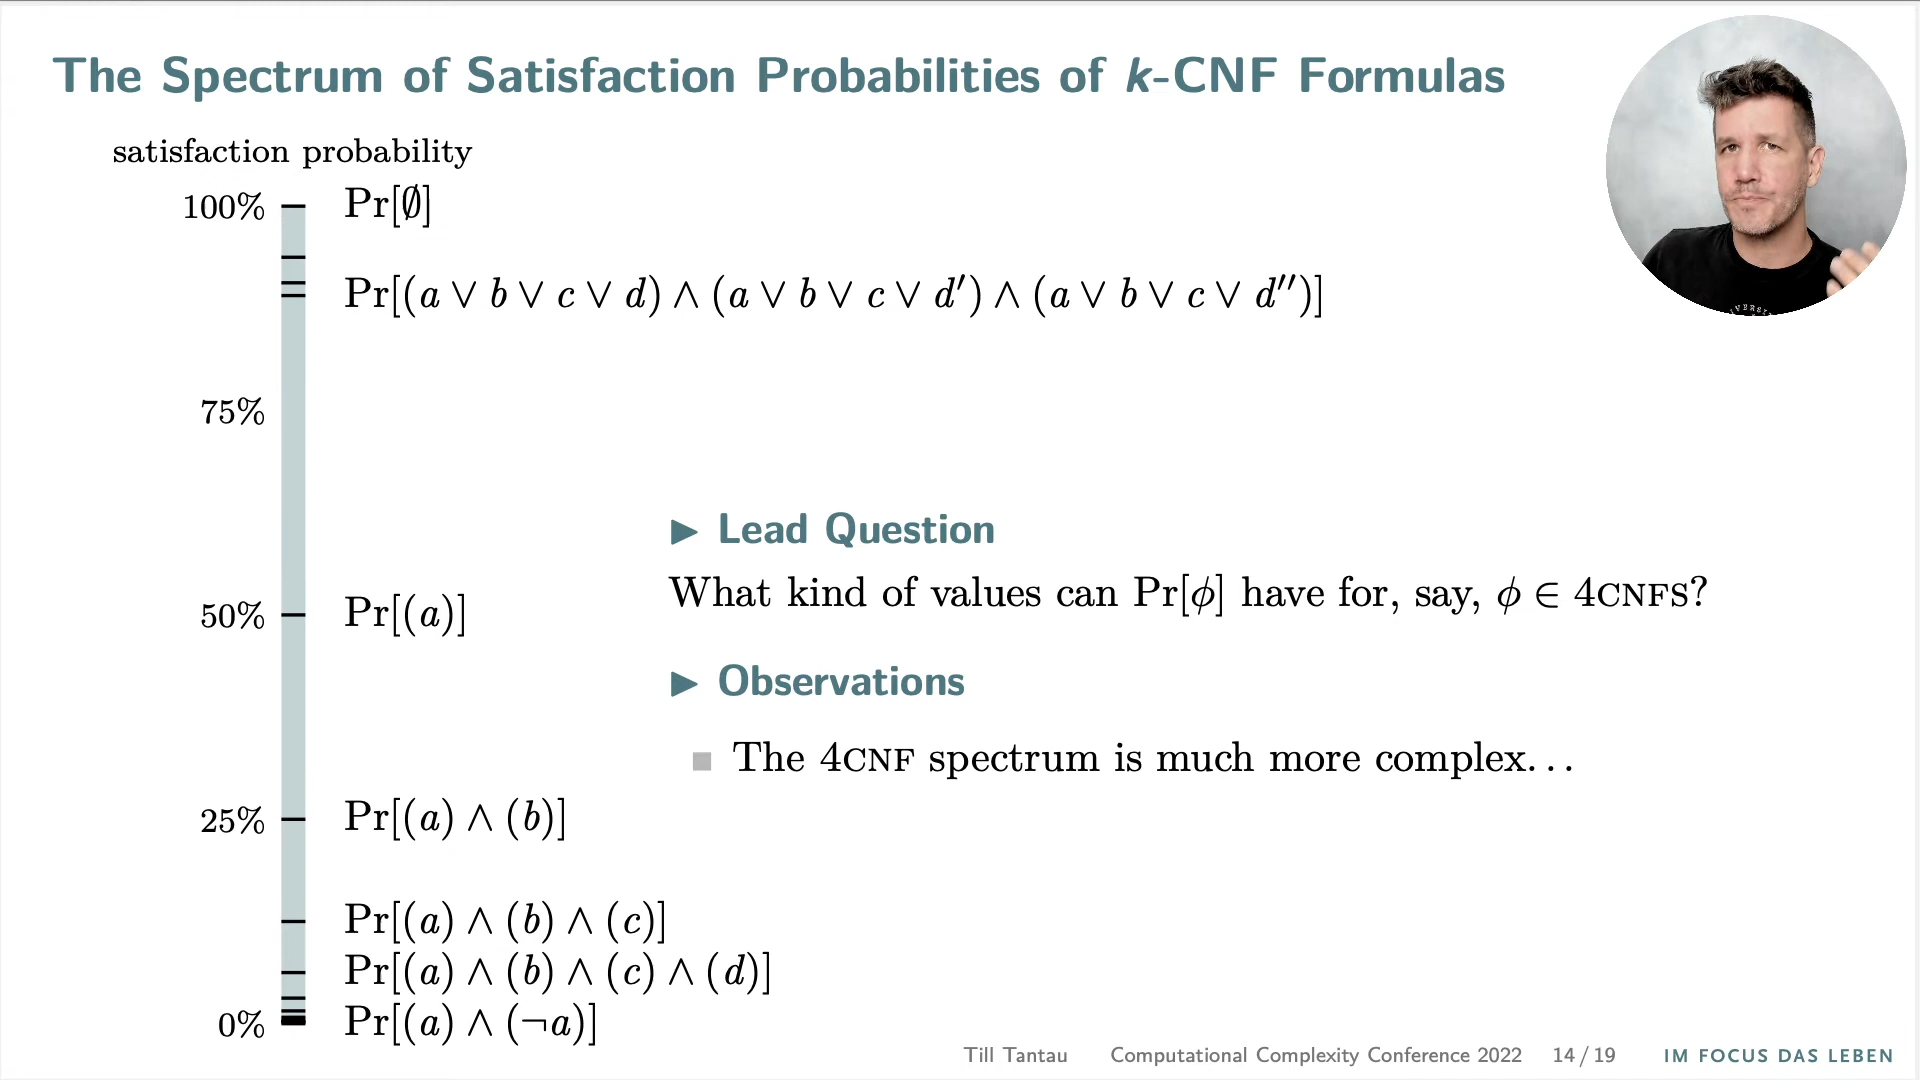 The Spectrum of Satisfaction Probabilities of k-CNF Formulas
satisfaction probability
100% Pr[∅]
Pr[(a ∨ b ∨ c ∨ d) ∧ (a ∨ b ∨ c ∨ d′) ∧ (a ∨ b ∨ c ∨ d″)]
75%
▶ Lead Question
What kind of values can Pr[ϕ] have for, say, ϕ ∈ 4CNFS?
50% Pr[(a)]
▶ Observations
■ The 4CNF spectrum is much more complex...
25% Pr[(a) ∧ (b)]
Pr[(a) ∧ (b) ∧ (c)]
Pr[(a) ∧ (b) ∧ (c) ∧ (d)]
0% Pr[(a) ∧ (¬a)]
Till Tantau Computational Complexity Conference 2022 14 / 19 IM FOCUS DAS LEBEN